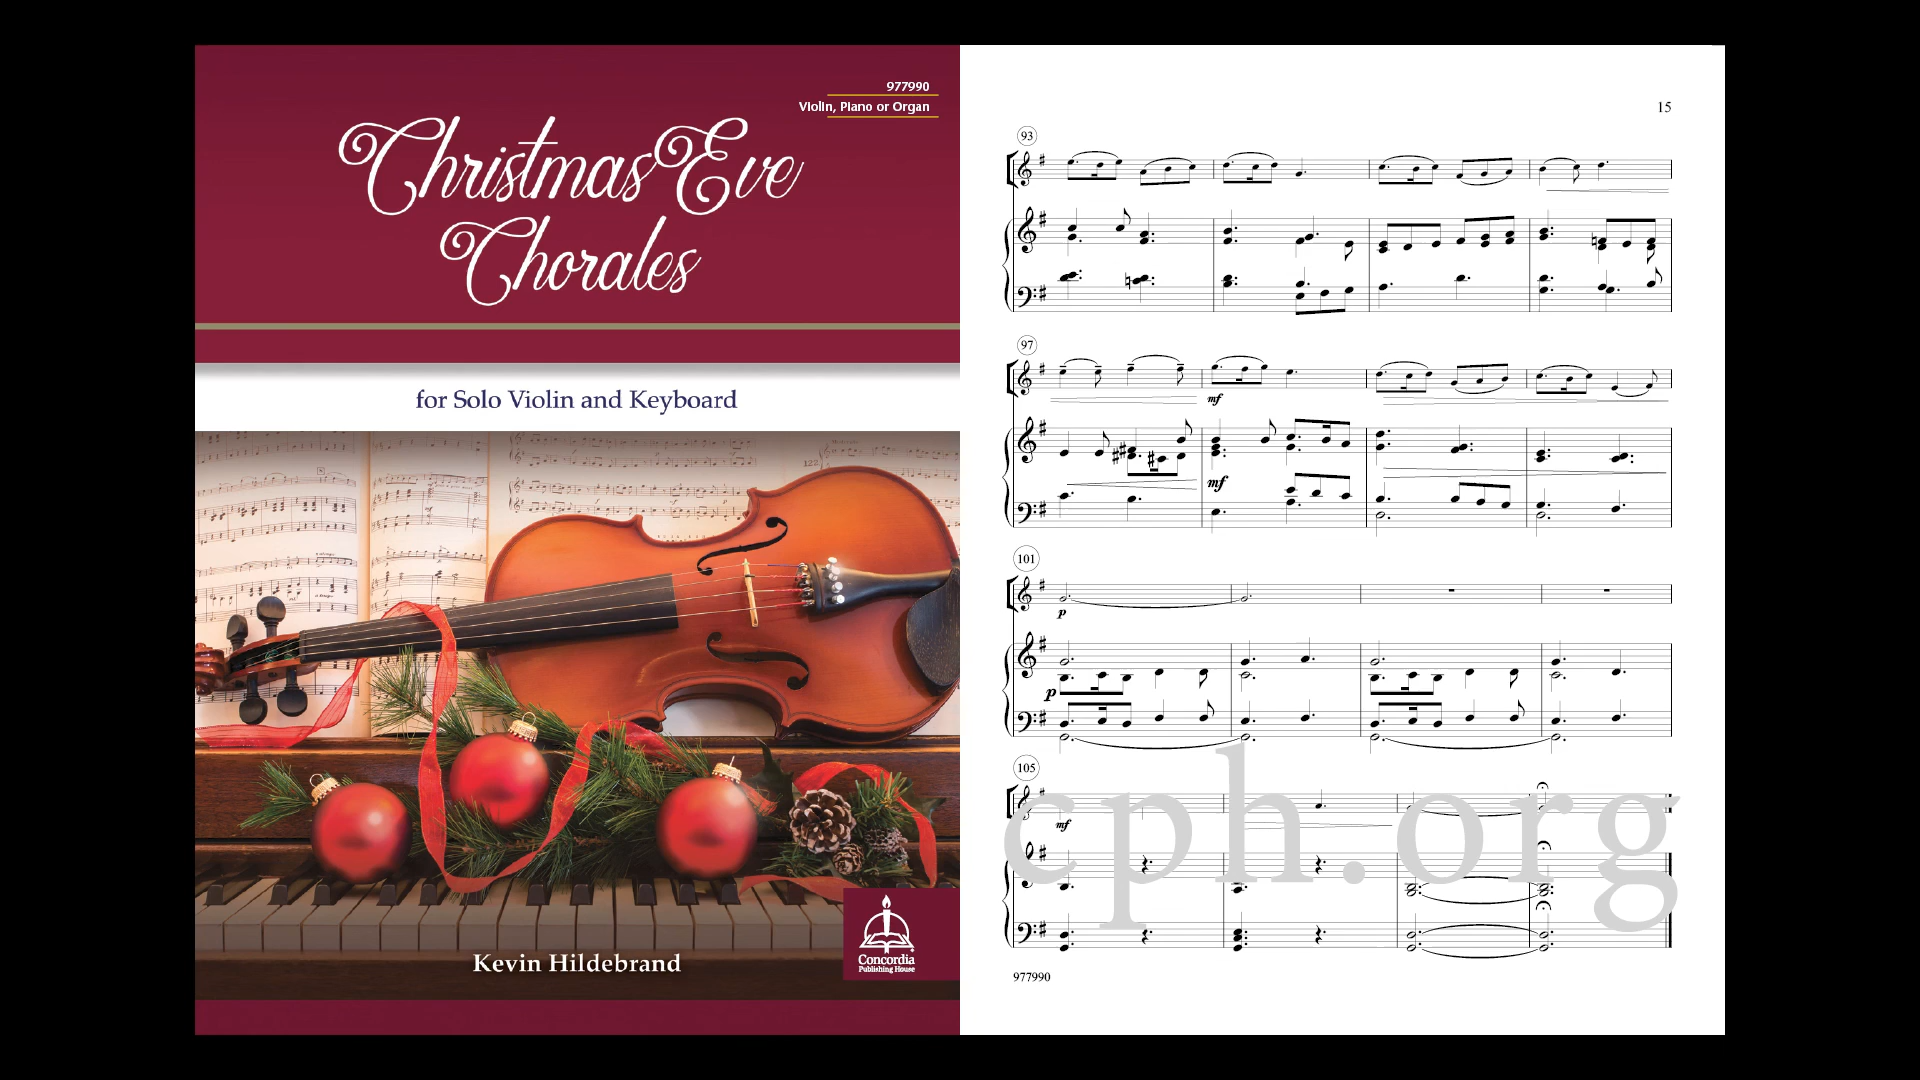 977990
Violin, Piano or Organ
Christmas Eve
Chorales
for Solo Violin and Keyboard
Kevin Hildebrand
Concordia
Publishing House
15
93
97
mf
mf
101
p
p
105
mf
cph.org
977990